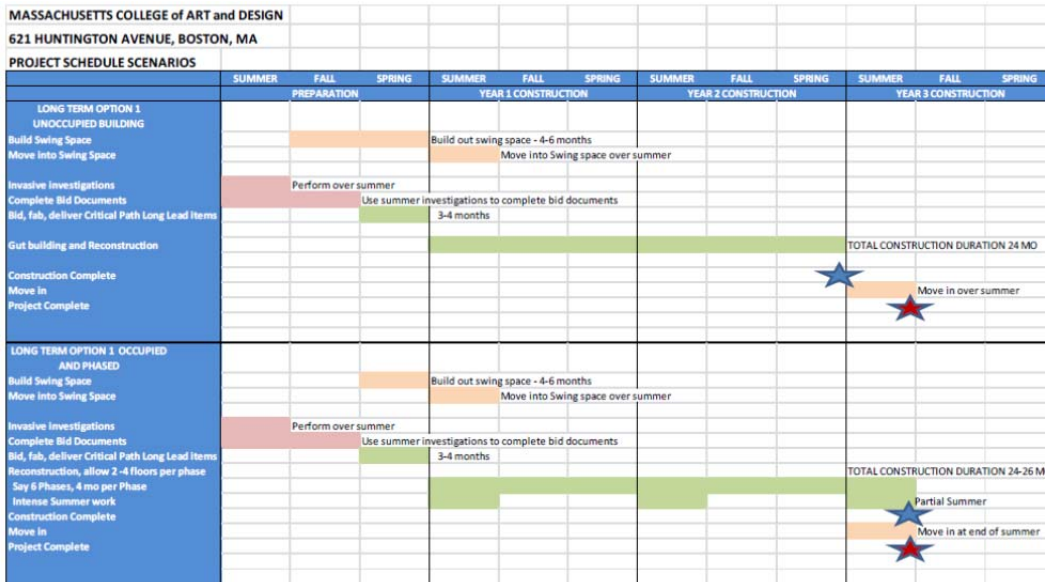 MASSACHUSETTS COLLEGE of ART and DESIGN
621 HUNTINGTON AVENUE, BOSTON, MA
PROJECT SCHEDULE SCENARIOS
SUMMER FALL SPRING SUMMER FALL SPRING SUMMER FALL SPRING SUMMER FALL SPRING
PREPARATION YEAR 1 CONSTRUCTION YEAR 2 CONSTRUCTION YEAR 3 CONSTRUCTION
LONG TERM OPTION 1
UNOCCUPIED BUILDING
Build Swing Space Build out swing space - 4-6 months
Move into Swing Space Move into Swing space over summer
Invasive investigations Perform over summer
Complete Bid Documents Use summer investigations to complete bid documents
Bid, fab, deliver Critical Path Long Lead items 3-4 months
Gut building and Reconstruction TOTAL CONSTRUCTION DURATION 24 MO
Construction Complete
Move in Move in over summer
Project Complete
LONG TERM OPTION 1 OCCUPIED
AND PHASED
Build Swing Space Build out swing space - 4-6 months
Move into Swing Space Move into Swing space over summer
Invasive investigations Perform over summer
Complete Bid Documents Use summer investigations to complete bid documents
Bid, fab, deliver Critical Path Long Lead items 3-4 months
Reconstruction, allow 2 -4 floors per phase TOTAL CONSTRUCTION DURATION 24-26 M
Say 6 Phases, 4 mo per Phase
Intense Summer work Partial Summer
Construction Complete
Move in Move in at end of summer
Project Complete